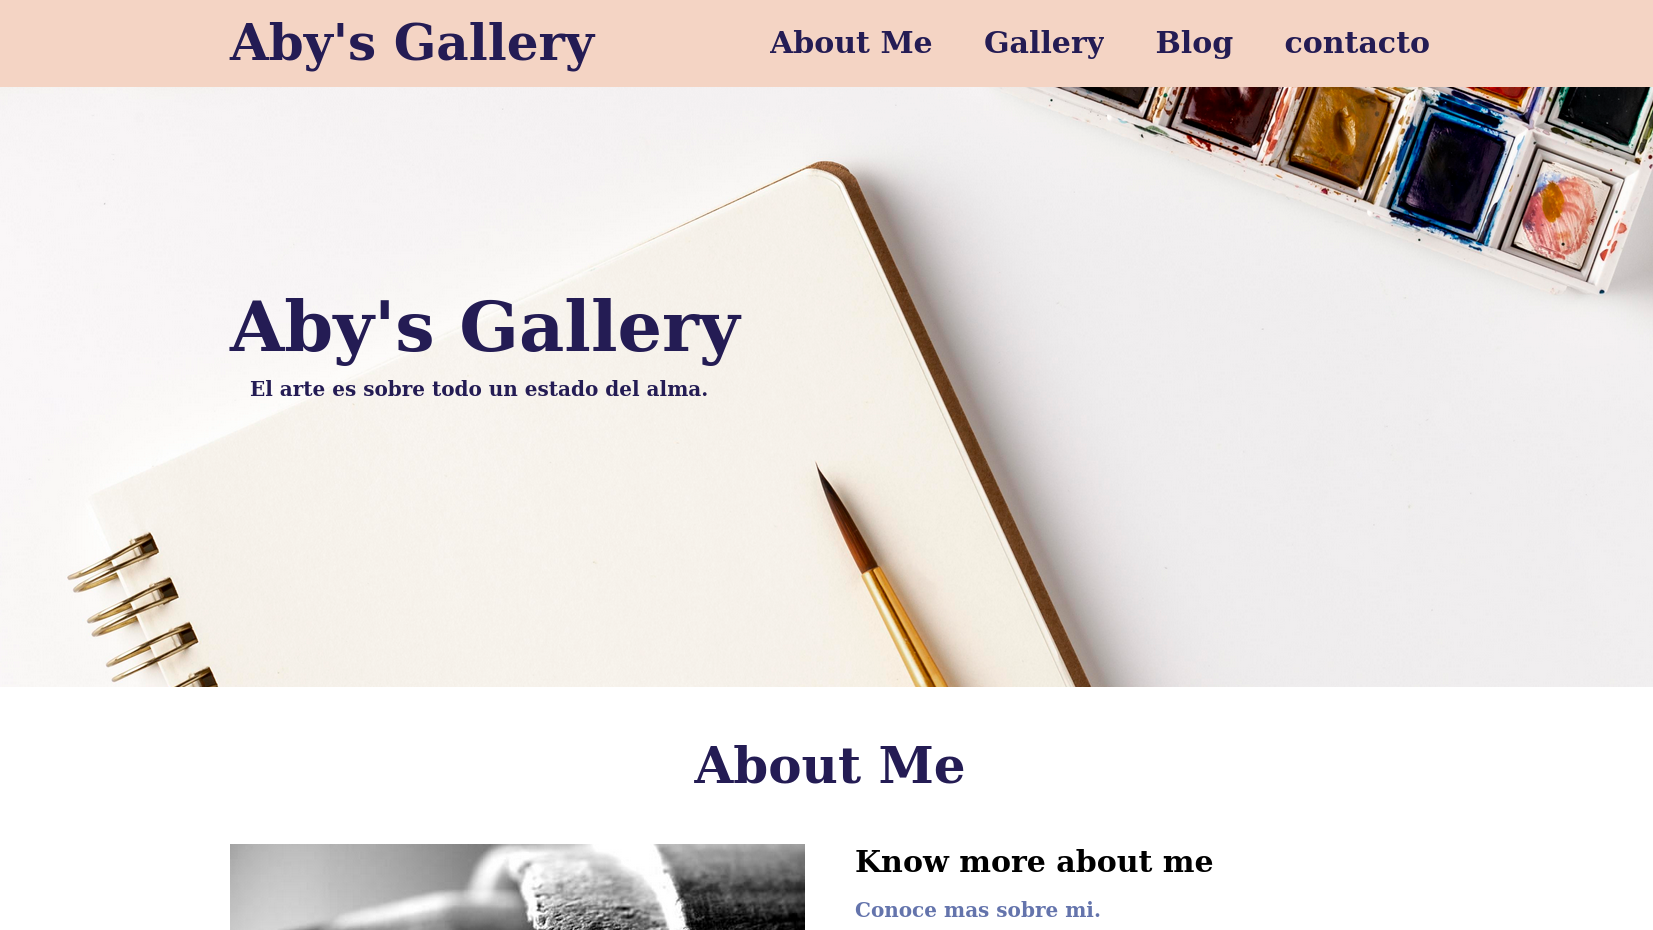 Aby's Gallery
About Me Gallery Blog contacto
Aby's Gallery
El arte es sobre todo un estado del alma.
About Me
Know more about me
Conoce mas sobre mi.